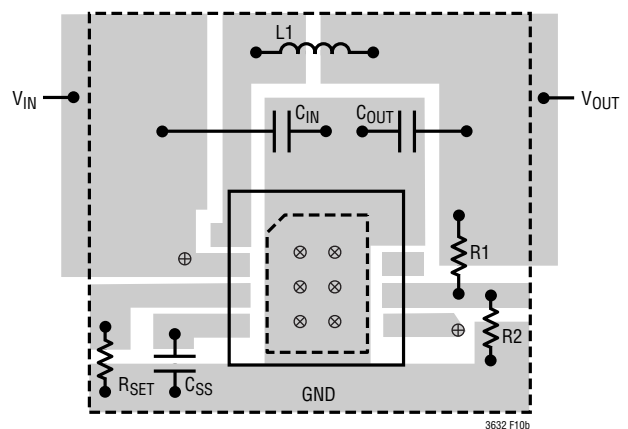 L1
V_IN
V_OUT
C_IN
C_OUT
R1
R2
R_SET
C_SS
GND
3632 F10b